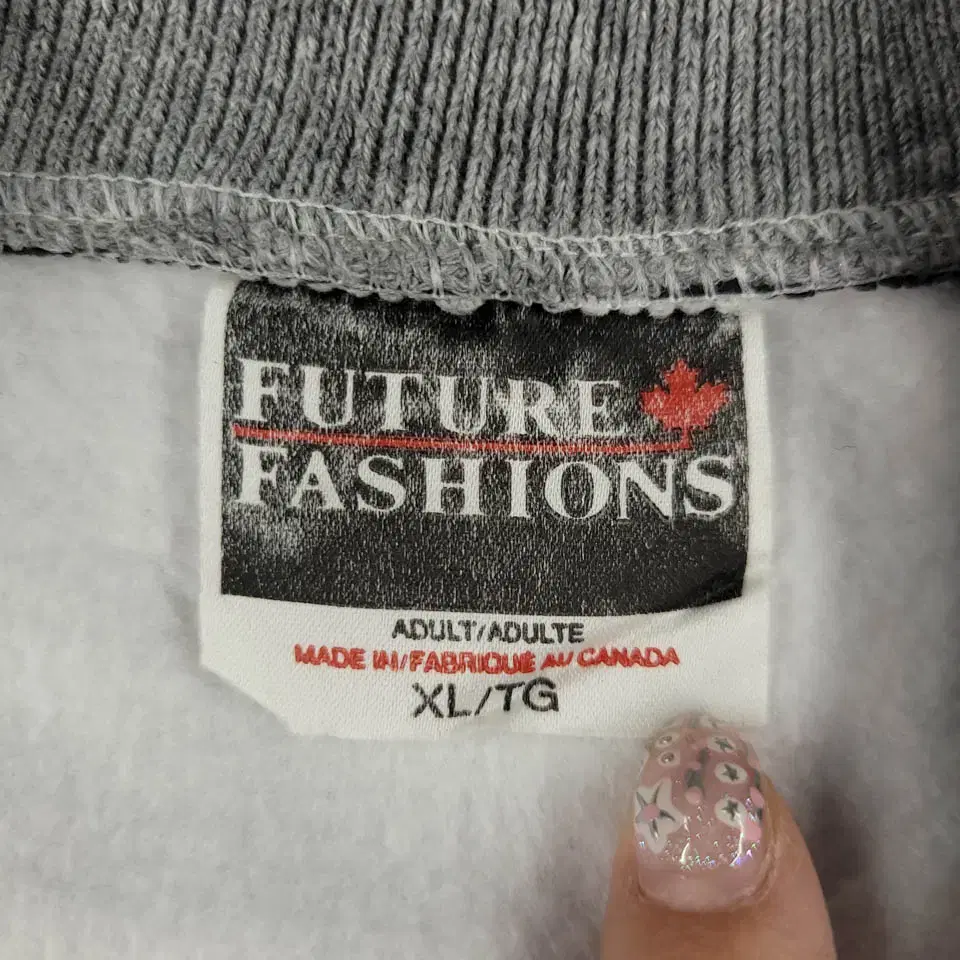 FUTURE
FASHIONS
ADULT/ADULTE
MADE IN/FABRIQUÉ AU CANADA
XL/TG